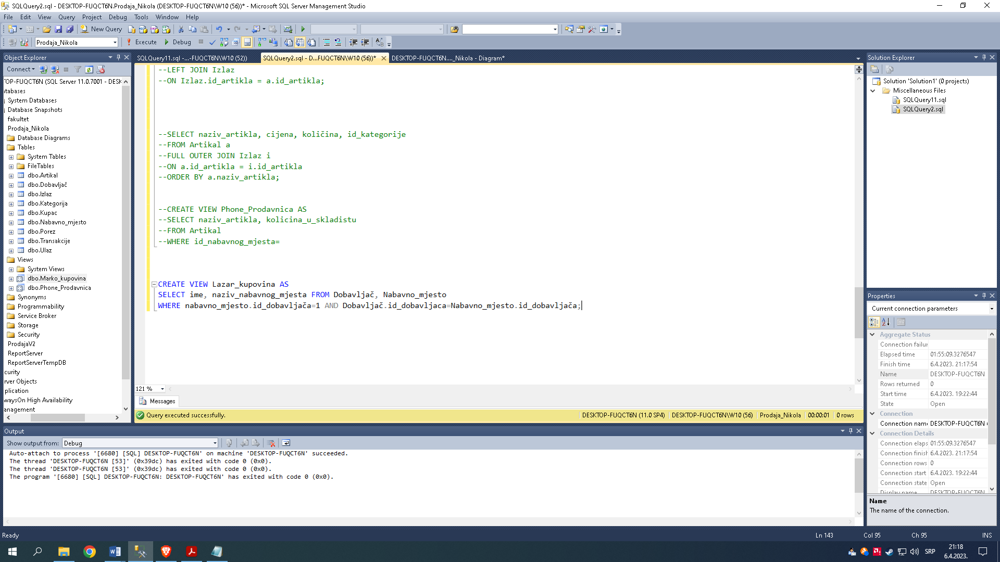 SQLQuery2.sql - DESKTOP-FUQCT6N.Prodaja_Nikola (DESKTOP-FUQCT6N\W10 (56))* - Microsoft SQL Server Management Studio
File Edit View Query Project Debug Tools Window Help
New Query
Prodaja_Nikola Execute Debug
Object Explorer
Connect
TOP-FUQCT6N (SQL Server 11.0.7001 - DESK
tabases
System Databases
Database Snapshots
fakultet
Prodaja_Nikola
Database Diagrams
Tables
System Tables
FileTables
dbo.Artikal
dbo.Dobavljač
dbo.Izlaz
dbo.Kategorija
dbo.Kupac
dbo.Nabavno_mjesto
dbo.Porez
dbo.Transakcije
dbo.Ulaz
Views
System Views
dbo.Marko_kupovina
dbo.Phone_Prodavnica
Synonyms
Programmability
Service Broker
Storage
Security
ProdajaV2
ReportServer
ReportServerTempDB
curity
rver Objects
plication
waysOn High Availability
anagement
SQLQuery11.sql -...-FUQCT6N\W10 (52))
SQLQuery2.sql - D...FUQCT6N\W10 (56))*
DESKTOP-FUQCT6N...._Nikola - Diagram*
--LEFT JOIN Izlaz
--ON Izlaz.id_artikla = a.id_artikla;
--SELECT naziv_artikla, cijena, količina, id_kategorije
--FROM Artikal a
--FULL OUTER JOIN Izlaz i
--ON a.id_artikla = i.id_artikla
--ORDER BY a.naziv_artikla;
--CREATE VIEW Phone_Prodavnica AS
--SELECT naziv_artikla, kolicina_u_skladistu
--FROM Artikal
--WHERE id_nabavnog_mjesta=
CREATE VIEW Lazar_kupovina AS
SELECT ime, naziv_nabavnog_mjesta FROM Dobavljač, Nabavno_mjesto
WHERE nabavno_mjesto.id_dobavljača=1 AND Dobavljač.id_dobavljaca=Nabavno_mjesto.id_dobavljača;
121 %
Messages
Query executed successfully.
DESKTOP-FUQCT6N (11.0 SP4) DESKTOP-FUQCT6N\W10 (56) Prodaja_Nikola 00:00:01 0 rows
Output
Show output from: Debug
Auto-attach to process '[6680] [SQL] DESKTOP-FUQCT6N' on machine 'DESKTOP-FUQCT6N' succeeded.
The thread 'DESKTOP-FUQCT6N [53]' (0x39dc) has exited with code 0 (0x0).
The thread 'DESKTOP-FUQCT6N [53]' (0x39dc) has exited with code 0 (0x0).
The program '[6680] [SQL] DESKTOP-FUQCT6N: DESKTOP-FUQCT6N' has exited with code 0 (0x0).
Solution Explorer
Solution 'Solution1' (0 projects)
Miscellaneous Files
SQLQuery11.sql
SQLQuery2.sql
Properties
Current connection parameters
Aggregate Status
Connection failur
Elapsed time 01:55:09.3276547
Finish time 6.4.2023. 21:17:54
Name DESKTOP-FUQCT6N
Rows returned 0
Start time 6.4.2023. 19:22:44
State Open
Connection
Connection name DESKTOP-FUQCT6N
Connection Details
Connection elaps 01:55:09.3276547
Connection finish 6.4.2023. 21:17:54
Connection rows 0
Connection start 6.4.2023. 19:22:44
Connection state Open
Display name DESKTOP-FUQCT6N
Name
The name of the connection.
Ready
Ln 143 Col 95 Ch 95 INS
SRP
21:18
6.4.2023.